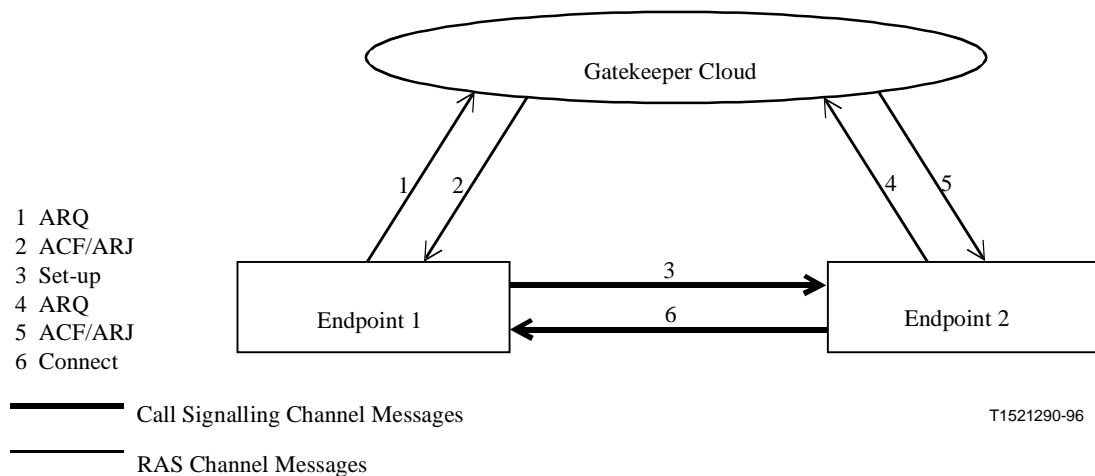 Gatekeeper Cloud
1
2
4
5
1 ARQ
2 ACF/ARJ
3 Set-up
4 ARQ
5 ACF/ARJ
6 Connect
3
Endpoint 1
6
Endpoint 2
Call Signalling Channel Messages
T1521290-96
RAS Channel Messages